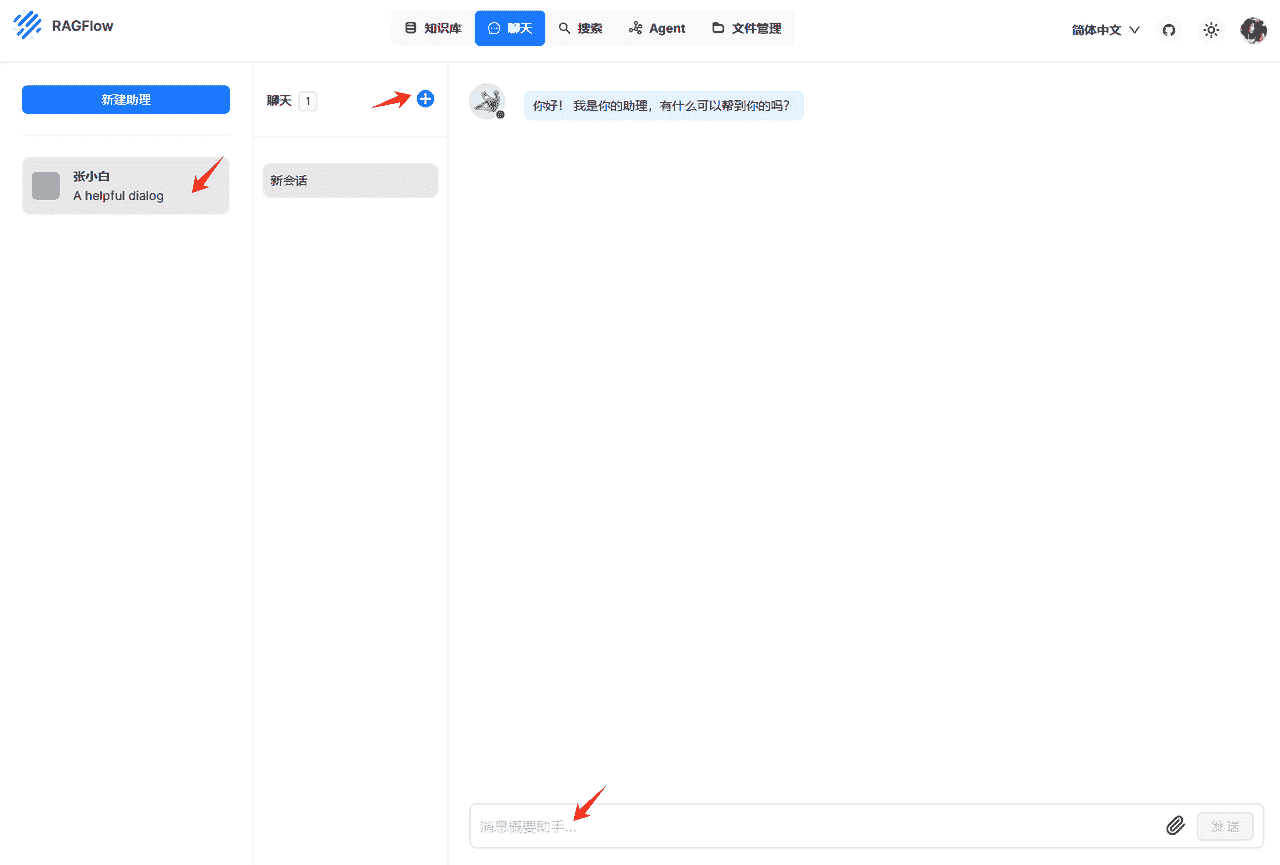 RAGFlow
知识库
聊天
搜索
Agent
文件管理
简体中文
新建助理
张小白
A helpful dialog
聊天 1
新会话
你好！ 我是你的助理，有什么可以帮到你的吗？
消息概要助手...
发 送